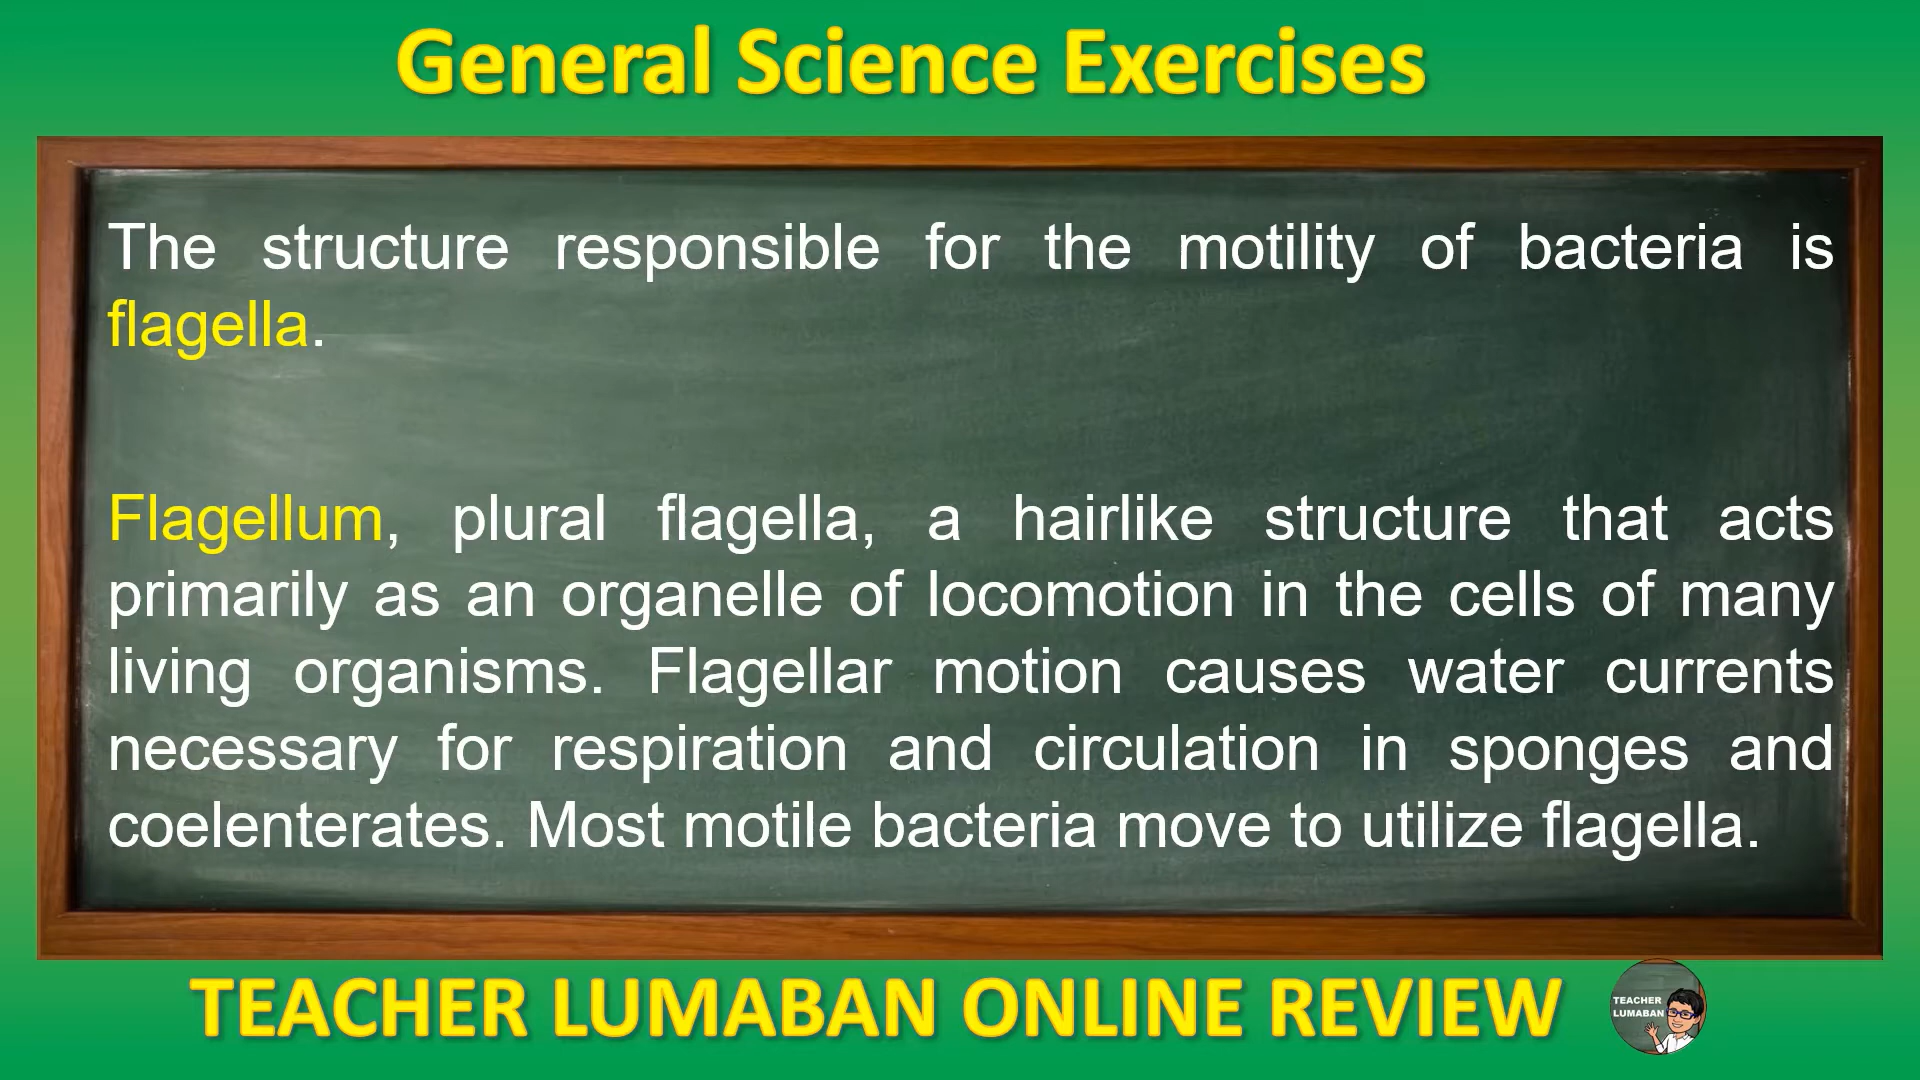 General Science Exercises
The structure responsible for the motility of bacteria is
flagella.
Flagellum, plural flagella, a hairlike structure that acts
primarily as an organelle of locomotion in the cells of many
living organisms. Flagellar motion causes water currents
necessary for respiration and circulation in sponges and
coelenterates. Most motile bacteria move to utilize flagella.
TEACHER LUMABAN ONLINE REVIEW
TEACHER
LUMABAN